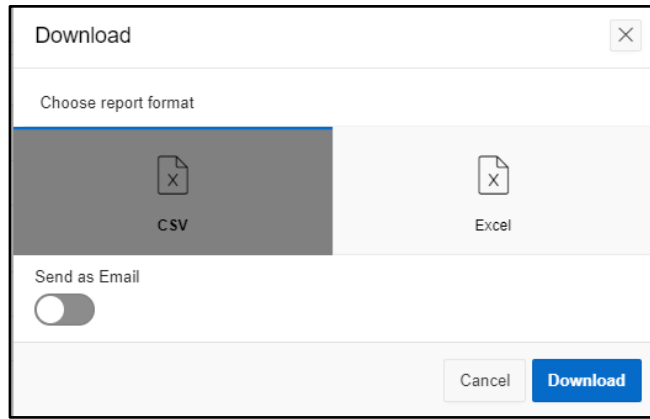 Download
Choose report format
X
X
CSV
Excel
Send as Email
Cancel
Download